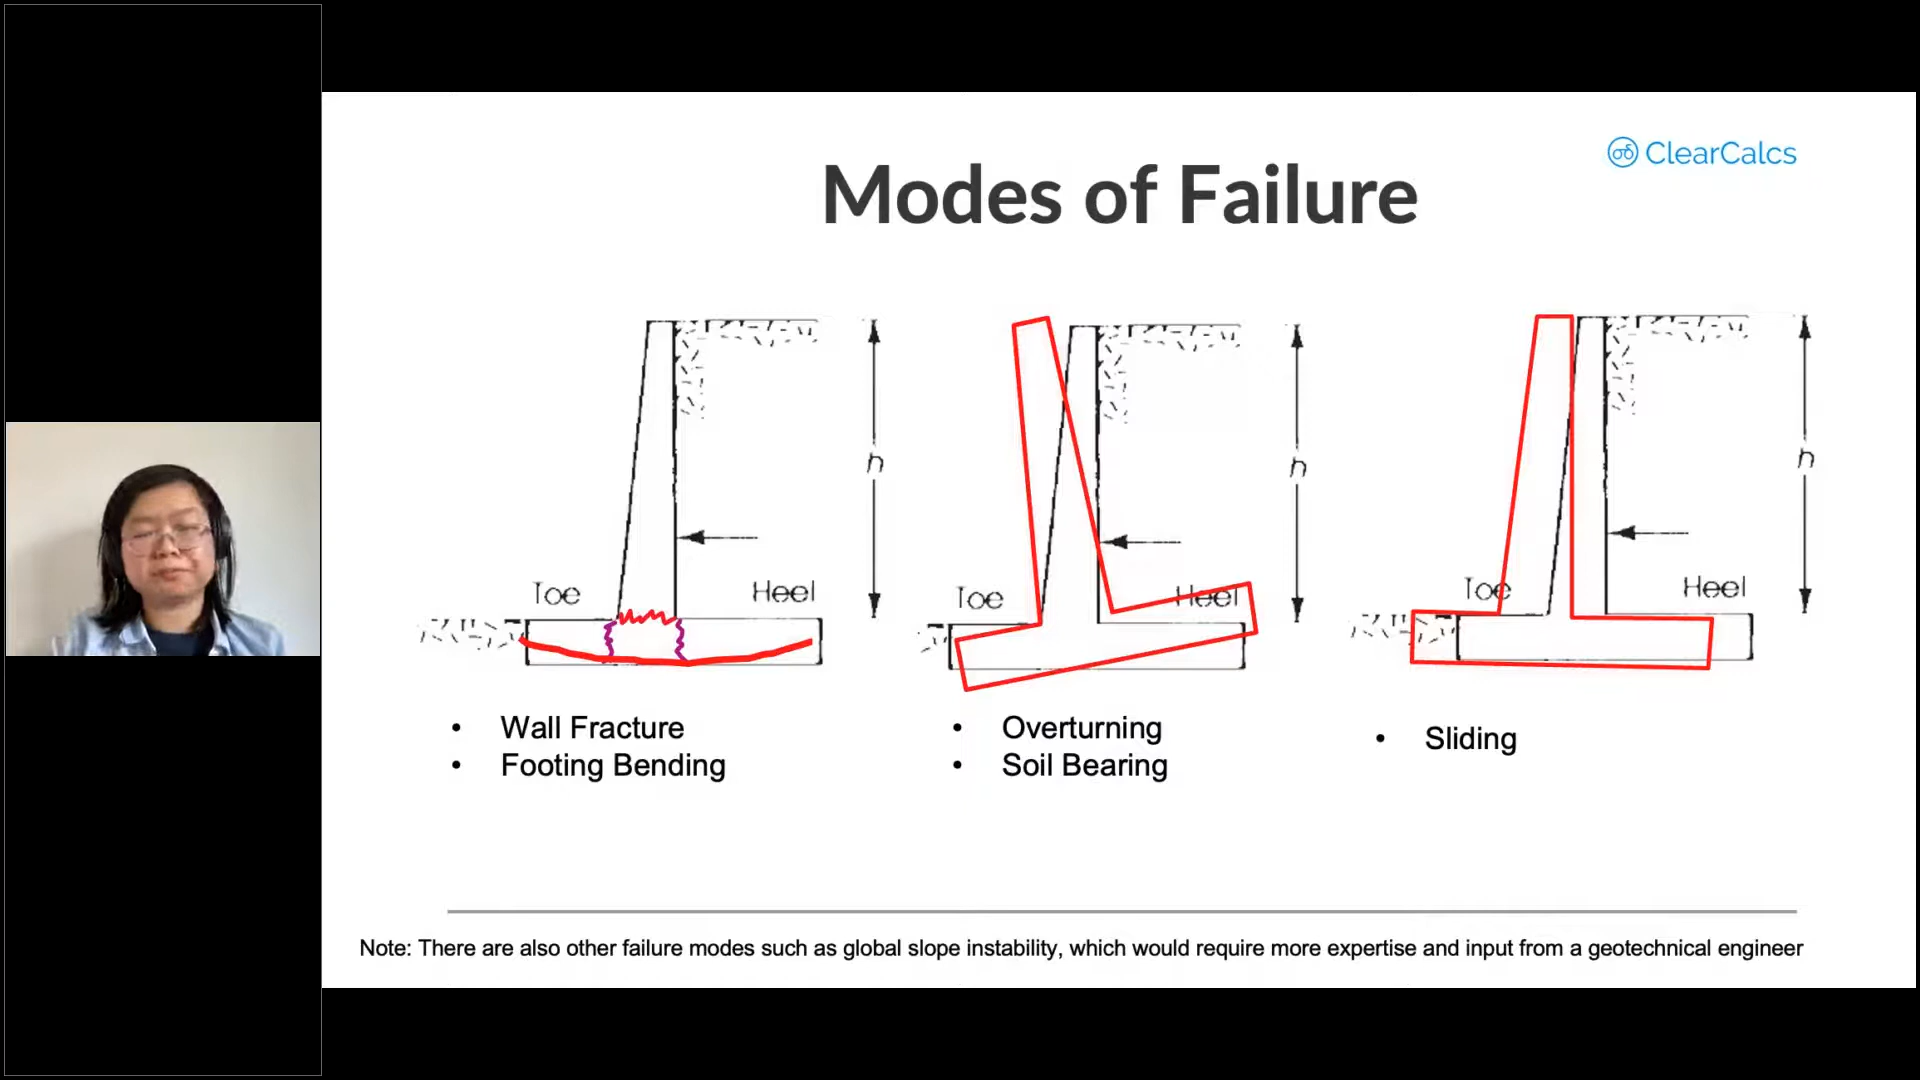 ClearCalcs
Modes of Failure
h
h
h
Toe
Heel
Toe
Heel
Toe
Heel
• Wall Fracture
• Footing Bending
• Overturning
• Soil Bearing
• Sliding
Note: There are also other failure modes such as global slope instability, which would require more expertise and input from a geotechnical engineer